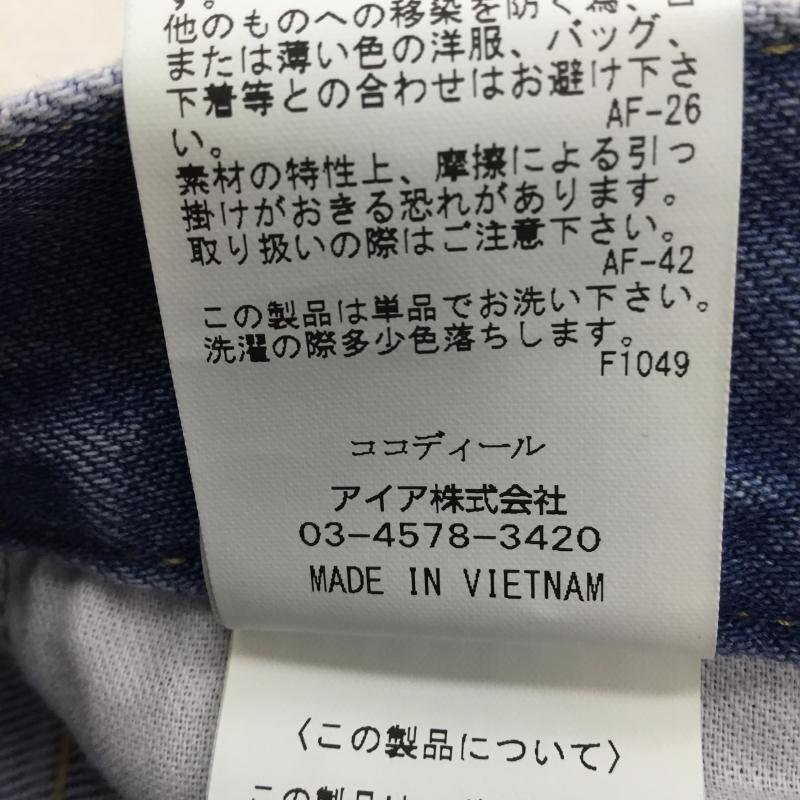 す。
他のものへの移染を防ぐ為、白
または薄い色の洋服、バッグ、
下着等との合わせはお避け下さ
い。
AF-26
素材の特性上、摩擦による引っ
掛けがおきる恐れがあります。
取り扱いの際はご注意下さい。
AF-42
この製品は単品でお洗い下さい。
洗濯の際多少色落ちします。
F1049
ココディール
アイア株式会社
03-4578-3420
MADE IN VIETNAM
〈この製品について〉
この製品は